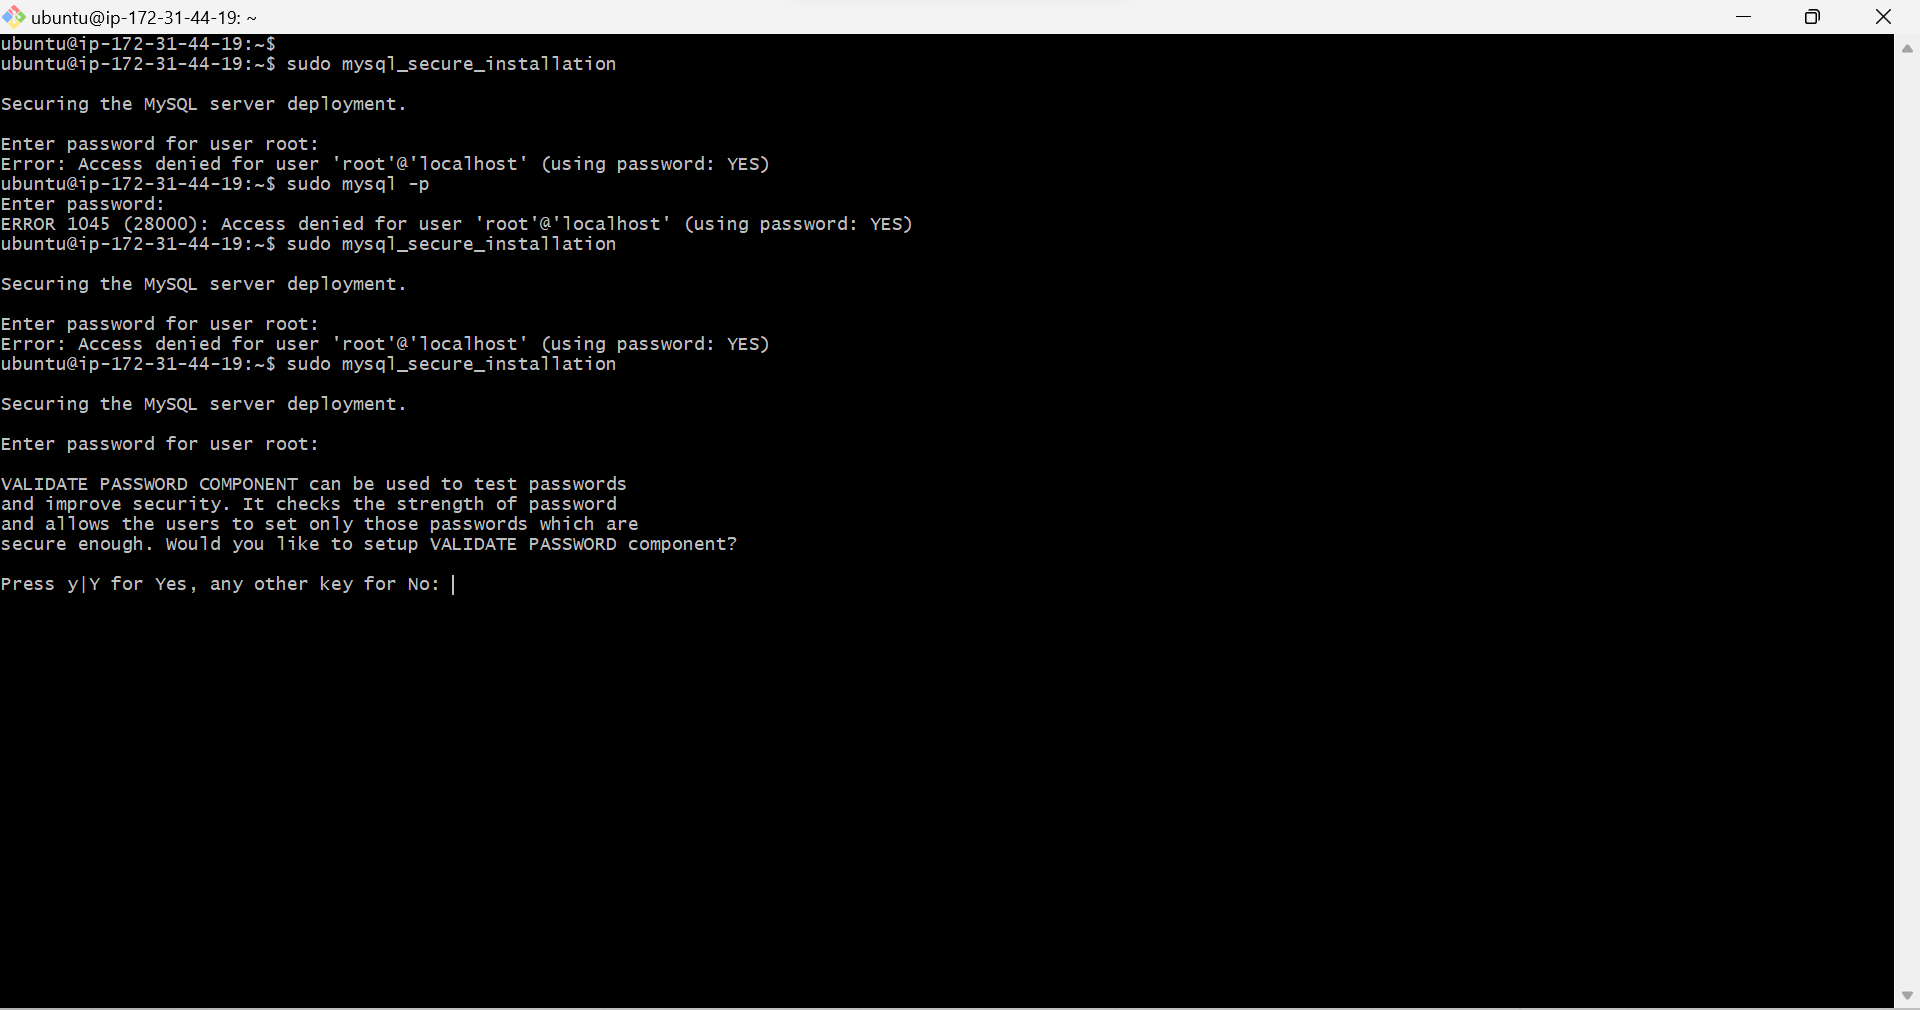 ubuntu@ip-172-31-44-19: ~
ubuntu@ip-172-31-44-19:~$
ubuntu@ip-172-31-44-19:~$ sudo mysql_secure_installation
Securing the MySQL server deployment.
Enter password for user root:
Error: Access denied for user 'root'@'localhost' (using password: YES)
ubuntu@ip-172-31-44-19:~$ sudo mysql -p
Enter password:
ERROR 1045 (28000): Access denied for user 'root'@'localhost' (using password: YES)
ubuntu@ip-172-31-44-19:~$ sudo mysql_secure_installation
Securing the MySQL server deployment.
Enter password for user root:
Error: Access denied for user 'root'@'localhost' (using password: YES)
ubuntu@ip-172-31-44-19:~$ sudo mysql_secure_installation
Securing the MySQL server deployment.
Enter password for user root:
VALIDATE PASSWORD COMPONENT can be used to test passwords
and improve security. It checks the strength of password
and allows the users to set only those passwords which are
secure enough. Would you like to setup VALIDATE PASSWORD component?
Press y|Y for Yes, any other key for No: